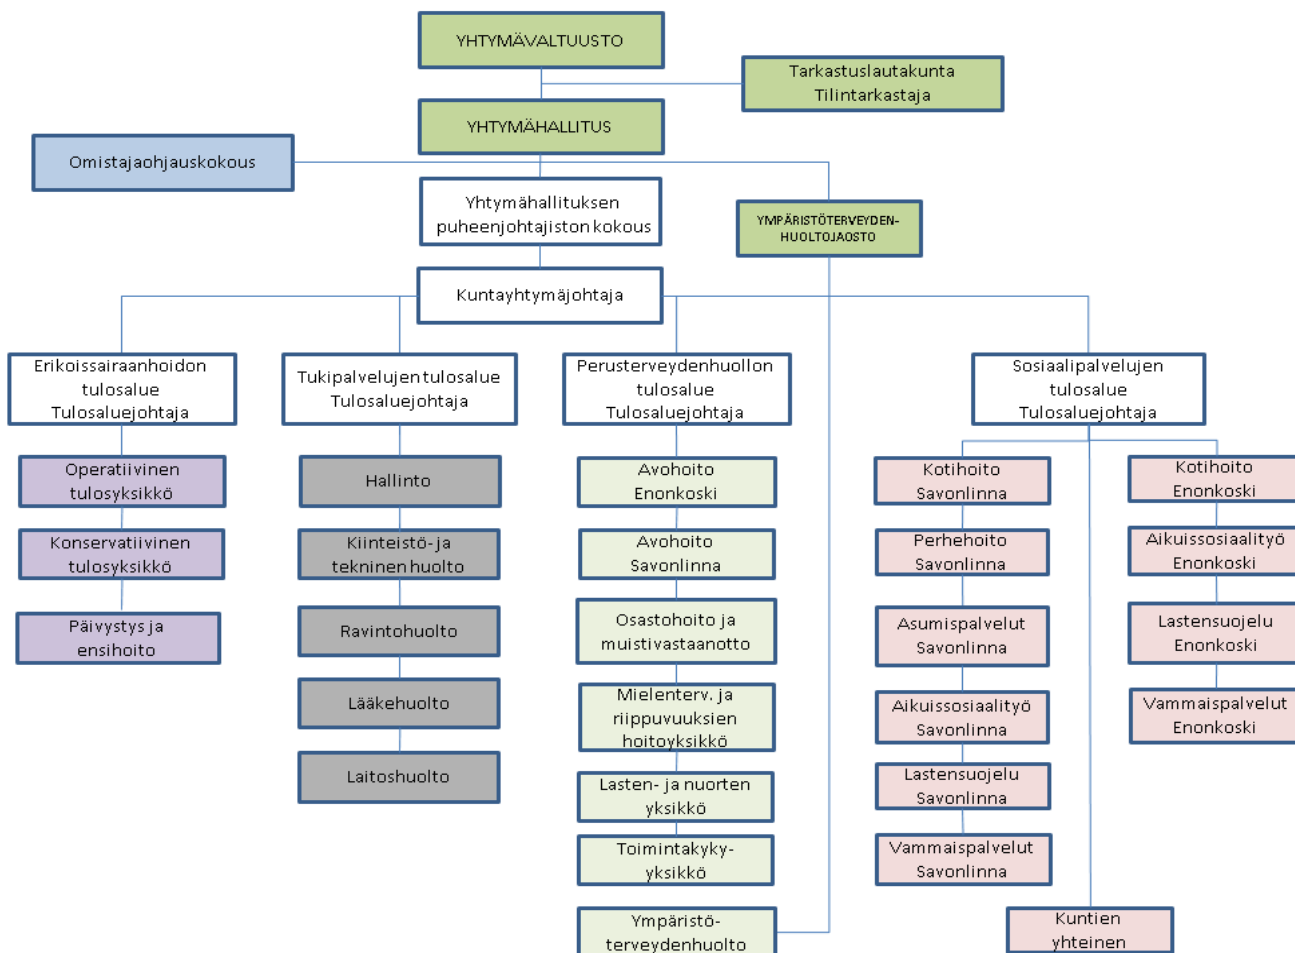 YHTYMÄVALTUUSTO
Tarkastuslautakunta
Tilintarkastaja
YHTYMÄHALLITUS
Omistajaohjauskokous
Yhtymähallituksen
puheenjohtajiston kokous
YMPÄRISTÖTERVEYDEN-
HUOLTOJAOSTO
Kuntayhtymäjohtaja
Erikoissairaanhoidon
tulosalue
Tulosaluejohtaja
Tukipalvelujen tulosalue
Tulosaluejohtaja
Perusterveydenhuollon
tulosalue
Tulosaluejohtaja
Sosiaalipalvelujen
tulosalue
Tulosaluejohtaja
Operatiivinen
tulosyksikkö
Konservatiivinen
tulosyksikkö
Päivystys ja
ensihoito
Hallinto
Kiinteistö- ja
tekninen huolto
Ravintohuolto
Lääkehuolto
Laitoshuolto
Avohoito
Enonkoski
Avohoito
Savonlinna
Osastohoito ja
muistivastaanotto
Mielenterv. ja
riippuvuuksien
hoitoyksikkö
Lasten- ja nuorten
yksikkö
Toimintakyky-
yksikkö
Ympäristö-
terveydenhuolto
Kotihoito
Savonlinna
Perhehoito
Savonlinna
Asumispalvelut
Savonlinna
Aikuissosiaalityö
Savonlinna
Lastensuojelu
Savonlinna
Vammaispalvelut
Savonlinna
Kotihoito
Enonkoski
Aikuissosiaalityö
Enonkoski
Lastensuojelu
Enonkoski
Vammaispalvelut
Enonkoski
Kuntien
yhteinen